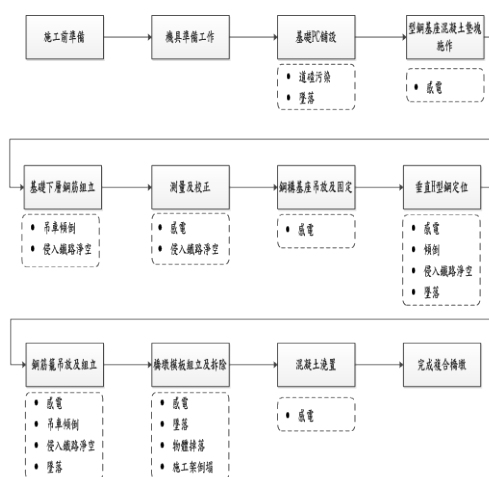 施工前準備
機具準備工作
基礎PC舖設
• 道碴污染
• 墜落
型鋼基座混凝土墊塊
施作
• 感電
基礎下層鋼筋組立
• 吊車傾倒
• 侵入鐵路淨空
測量及校正
• 感電
• 侵入鐵路淨空
鋼構基座吊放及固定
• 感電
垂直H型鋼定位
• 感電
• 傾倒
• 侵入鐵路淨空
• 墜落
鋼筋籠吊放及組立
• 感電
• 吊車傾倒
• 侵入鐵路淨空
• 墜落
橋墩模板組立及拆除
• 感電
• 墜落
• 物體掉落
• 施工架倒塌
混凝土澆置
• 感電
完成複合橋墩